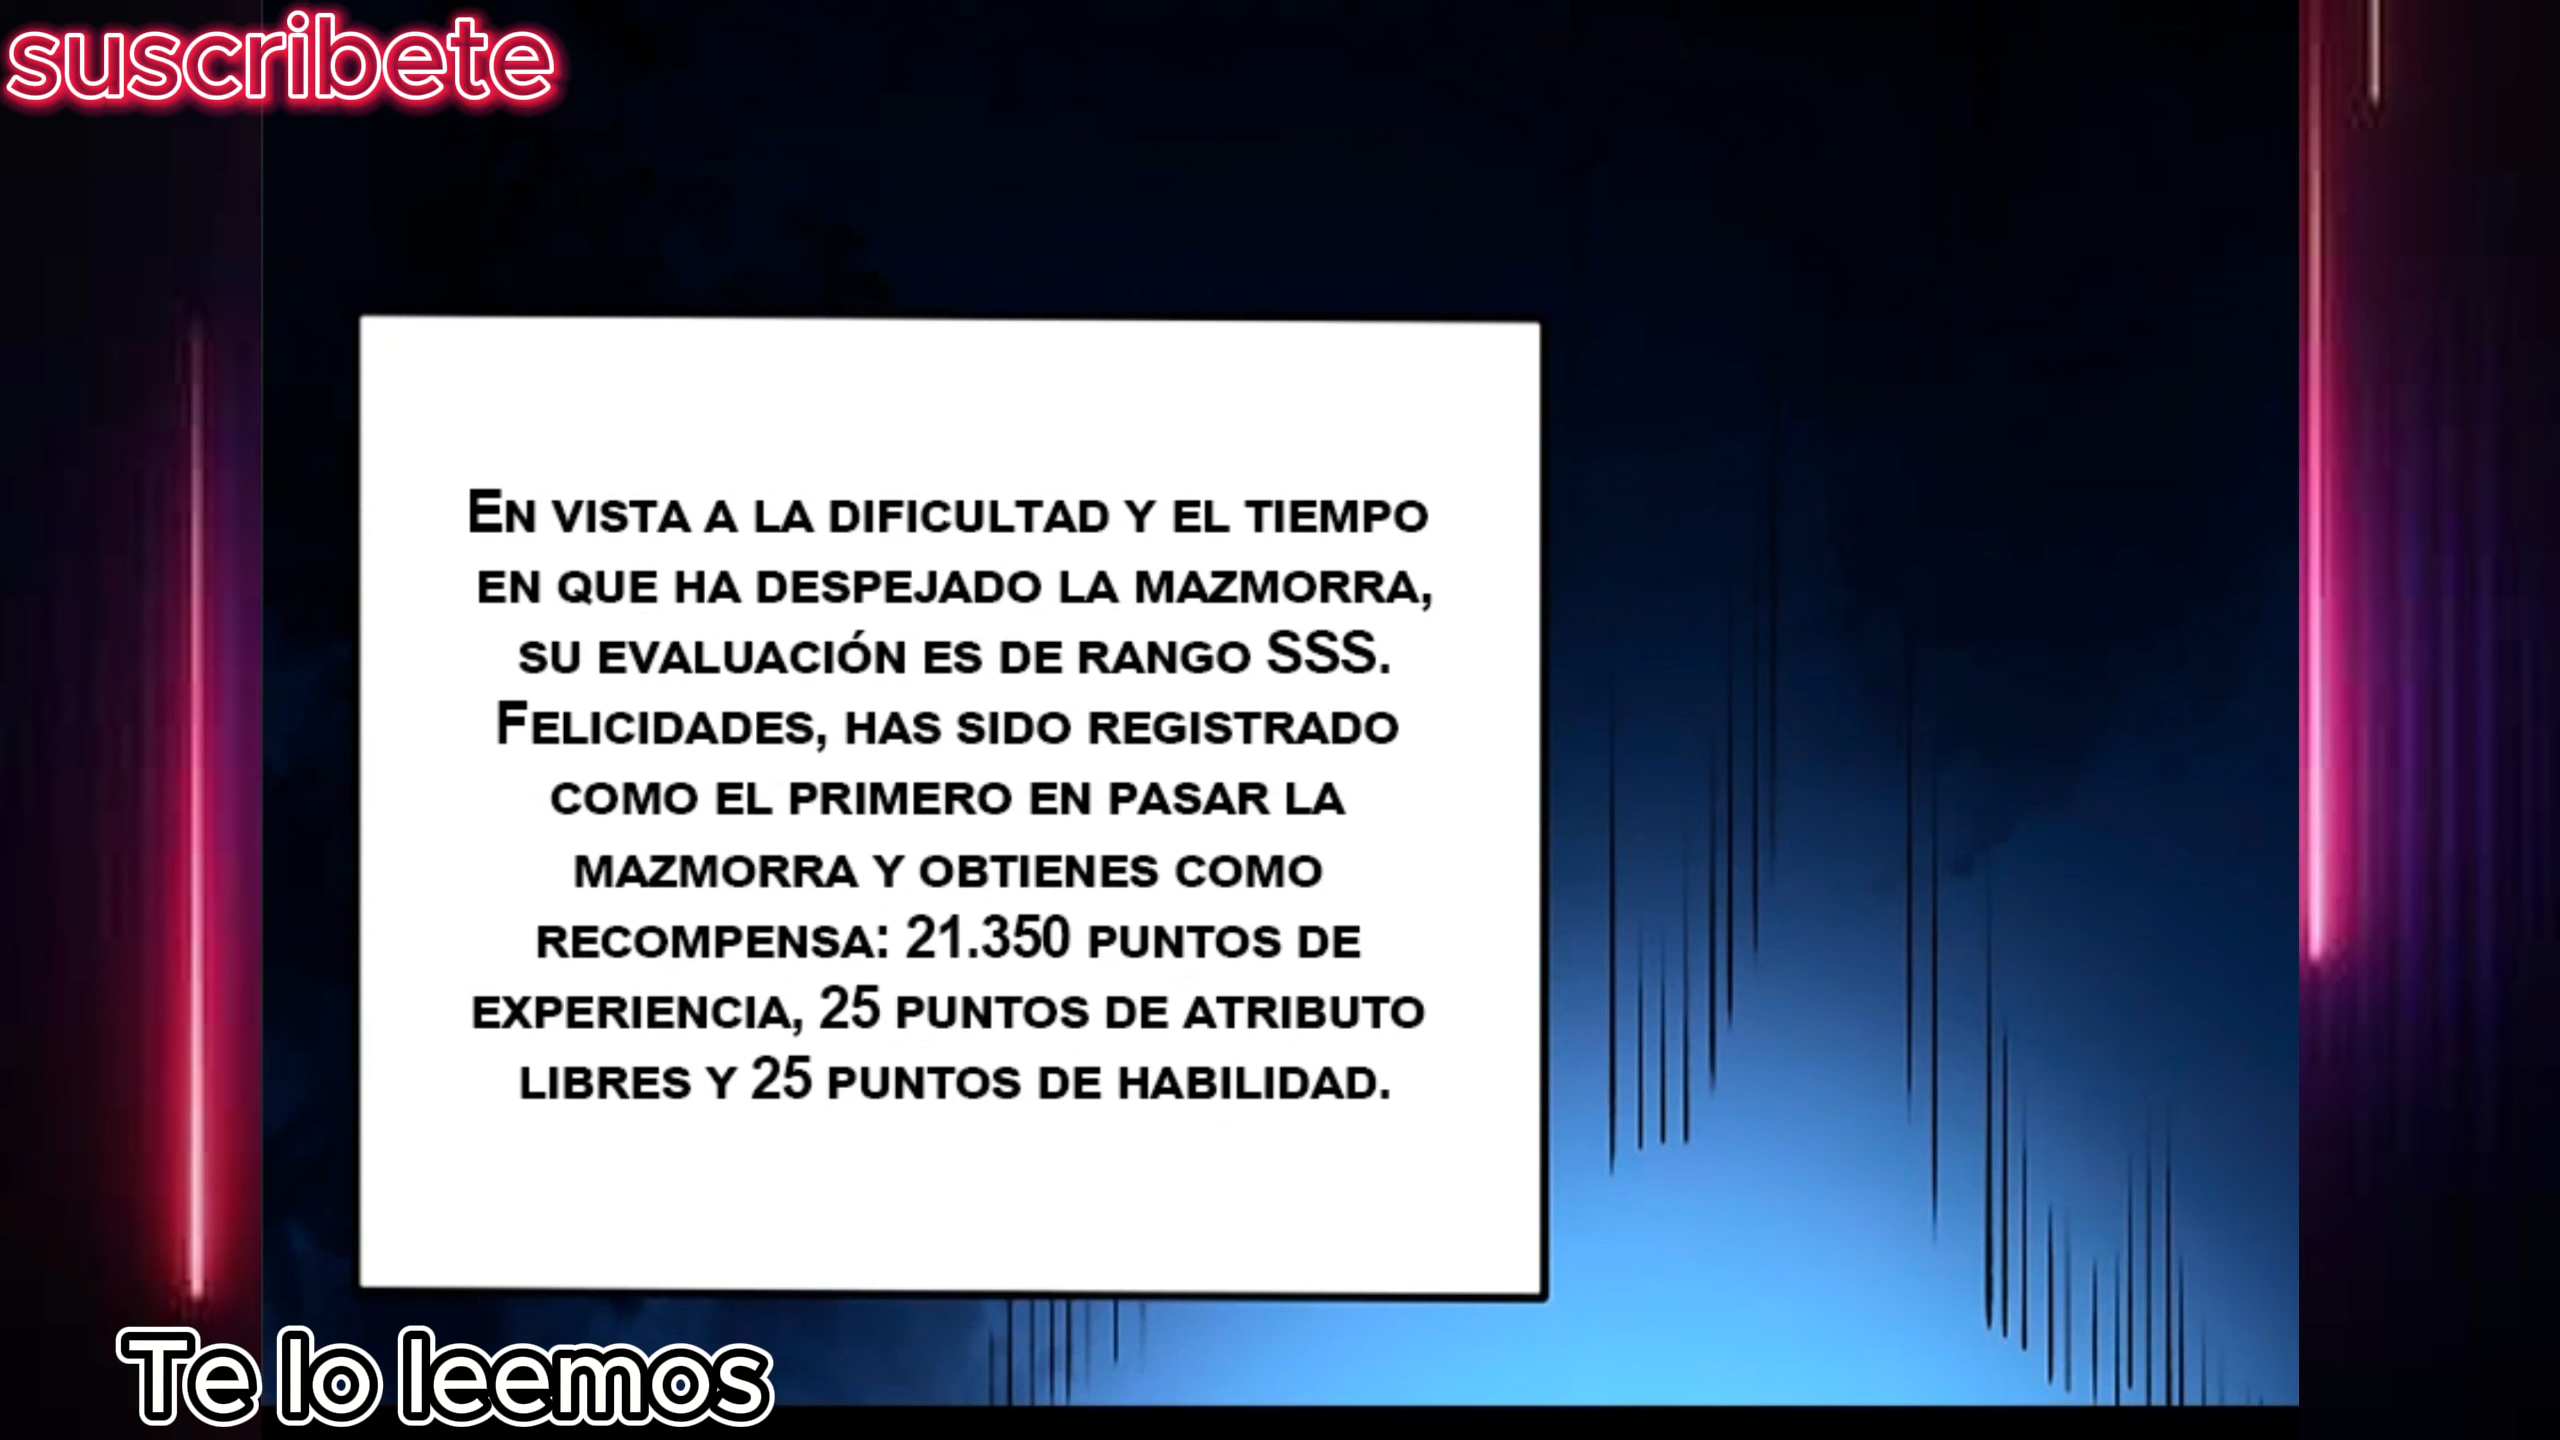 suscribete
En vista a la dificultad y el tiempo
en que ha despejado la mazmorra,
su evaluación es de rango SSS.
Felicidades, has sido registrado
como el primero en pasar la
mazmorra y obtienes como
recompensa: 21.350 puntos de
experiencia, 25 puntos de atributo
libres y 25 puntos de habilidad.
Te lo leemos